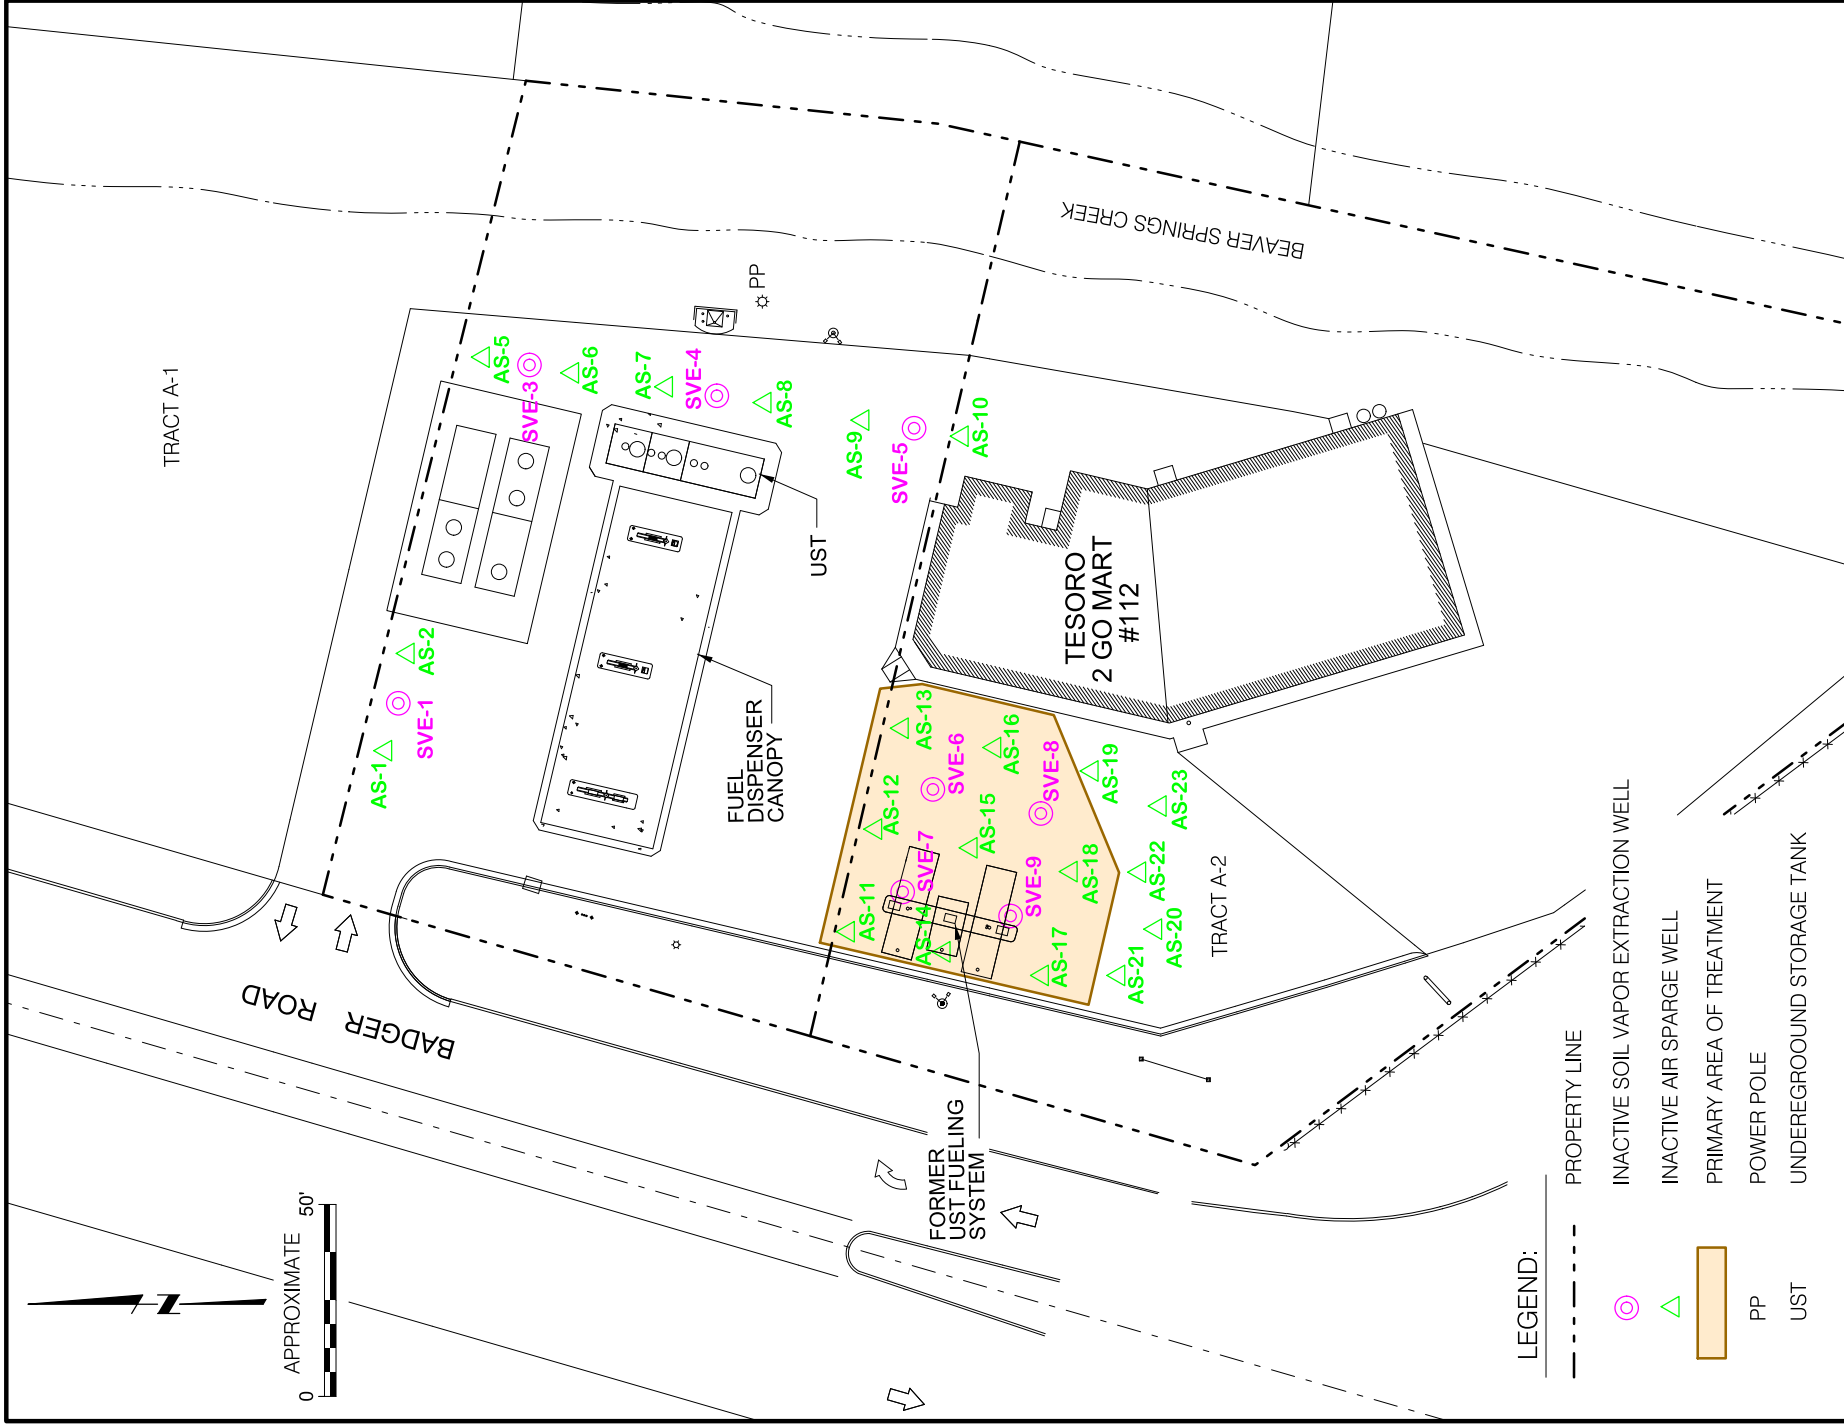 TRACT A-1
BEAVER SPRINGS CREEK
PP
AS-5
SVE-3
AS-6
AS-7
SVE-4
AS-8
AS-9
SVE-5
AS-10
UST
AS-2
SVE-1
AS-1
FUEL
DISPENSER
CANOPY
TESORO
2 GO MART
#112
AS-13
SVE-6
AS-16
AS-12
SVE-8
AS-19
AS-15
AS-23
SVE-7
AS-11
AS-18
AS-22
SVE-9
AS-14
AS-20
AS-17
AS-21
TRACT A-2
BADGER ROAD
FORMER
UST FUELING
SYSTEM
N
APPROXIMATE
0 50'
LEGEND:
PROPERTY LINE
INACTIVE SOIL VAPOR EXTRACTION WELL
INACTIVE AIR SPARGE WELL
PRIMARY AREA OF TREATMENT
PP POWER POLE
UST UNDEREGROOUND STORAGE TANK